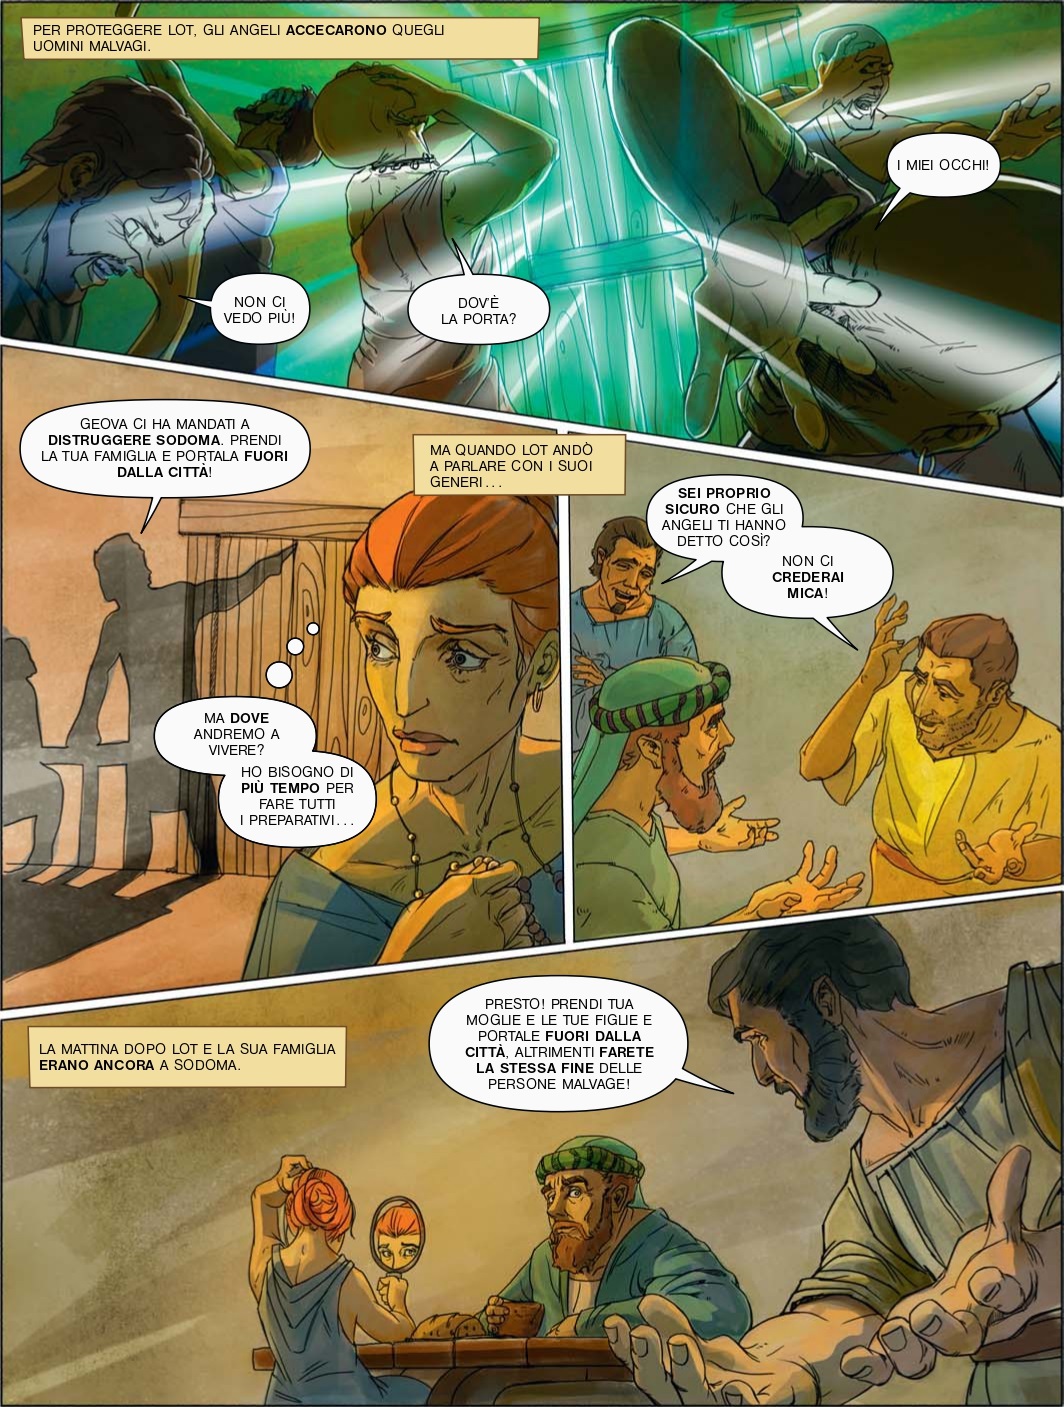 PER PROTEGGERE LOT, GLI ANGELI ACCECARONO QUEGLI
UOMINI MALVAGI.
I MIEI OCCHI!
NON CI
VEDO PIÙ!
DOV'È
LA PORTA?
GEOVA CI HA MANDATI A
DISTRUGGERE SODOMA. PRENDI
LA TUA FAMIGLIA E PORTALA FUORI
DALLA CITTÀ!
MA DOVE
ANDREMO A
VIVERE?
HO BISOGNO DI
PIÙ TEMPO PER
FARE TUTTI
I PREPARATIVI...
MA QUANDO LOT ANDÒ
A PARLARE CON I SUOI
GENERI...
SEI PROPRIO
SICURO CHE GLI
ANGELI TI HANNO
DETTO COSÌ?
NON CI
CREDERAI
MICA!
LA MATTINA DOPO LOT E LA SUA FAMIGLIA
ERANO ANCORA A SODOMA.
PRESTO! PRENDI TUA
MOGLIE E LE TUE FIGLIE E
PORTALE FUORI DALLA
CITTÀ, ALTRIMENTI FARETE
LA STESSA FINE DELLE
PERSONE MALVAGE!